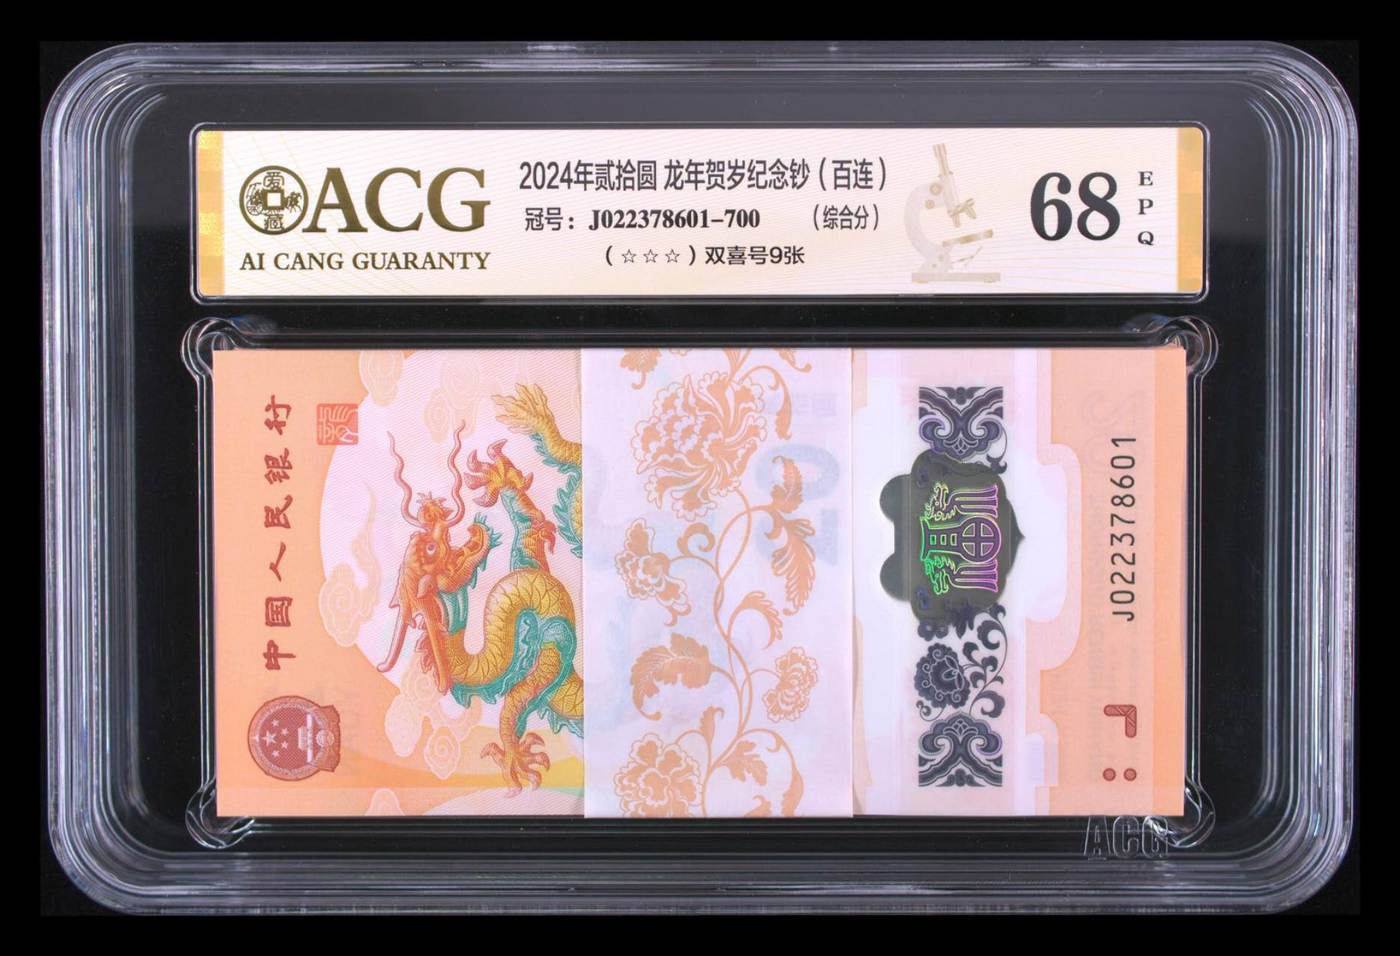 ACG
AI CANG GUARANTY
2024年贰拾圆 龙年贺岁纪念钞（百连）
冠号：J022378601-700 （综合分）
（☆☆☆）双喜号9张
68
EPQ
中国人民银行
J022378601
ACG